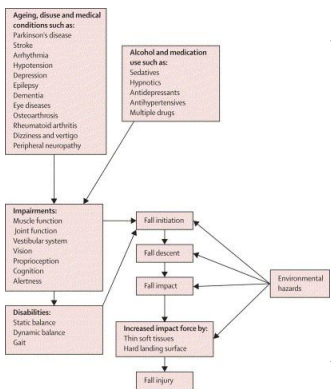 Ageing, disuse and medical
conditions such as:
Parkinson's disease
Stroke
Arrhythmia
Hypotension
Depression
Epilepsy
Dementia
Eye diseases
Osteoarthrosis
Rheumatoid arthritis
Dizziness and vertigo
Peripheral neuropathy
Alcohol and medication
use such as:
Sedatives
Hypnotics
Antidepressants
Antihypertensives
Multiple drugs
Impairments:
Muscle function
Joint function
Vestibular system
Vision
Proprioception
Cognition
Alertness
Disabilities:
Static balance
Dynamic balance
Gait
Fall initiation
Fall descent
Fall impact
Environmental
hazards
Increased impact force by:
Thin soft tissues
Hard landing surface
Fall injury